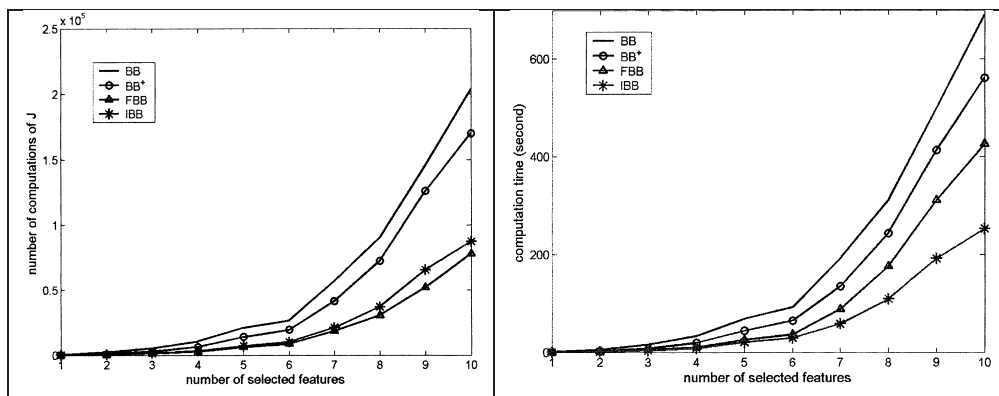 x 10⁵
2.5
2
1.5
1
0.5
0
BB
BB⁺
FBB
IBB
number of computations of J
1 2 3 4 5 6 7 8 9 10
number of selected features
600
400
200
0
BB
BB⁺
FBB
IBB
computation time (second)
1 2 3 4 5 6 7 8 9 10
number of selected features